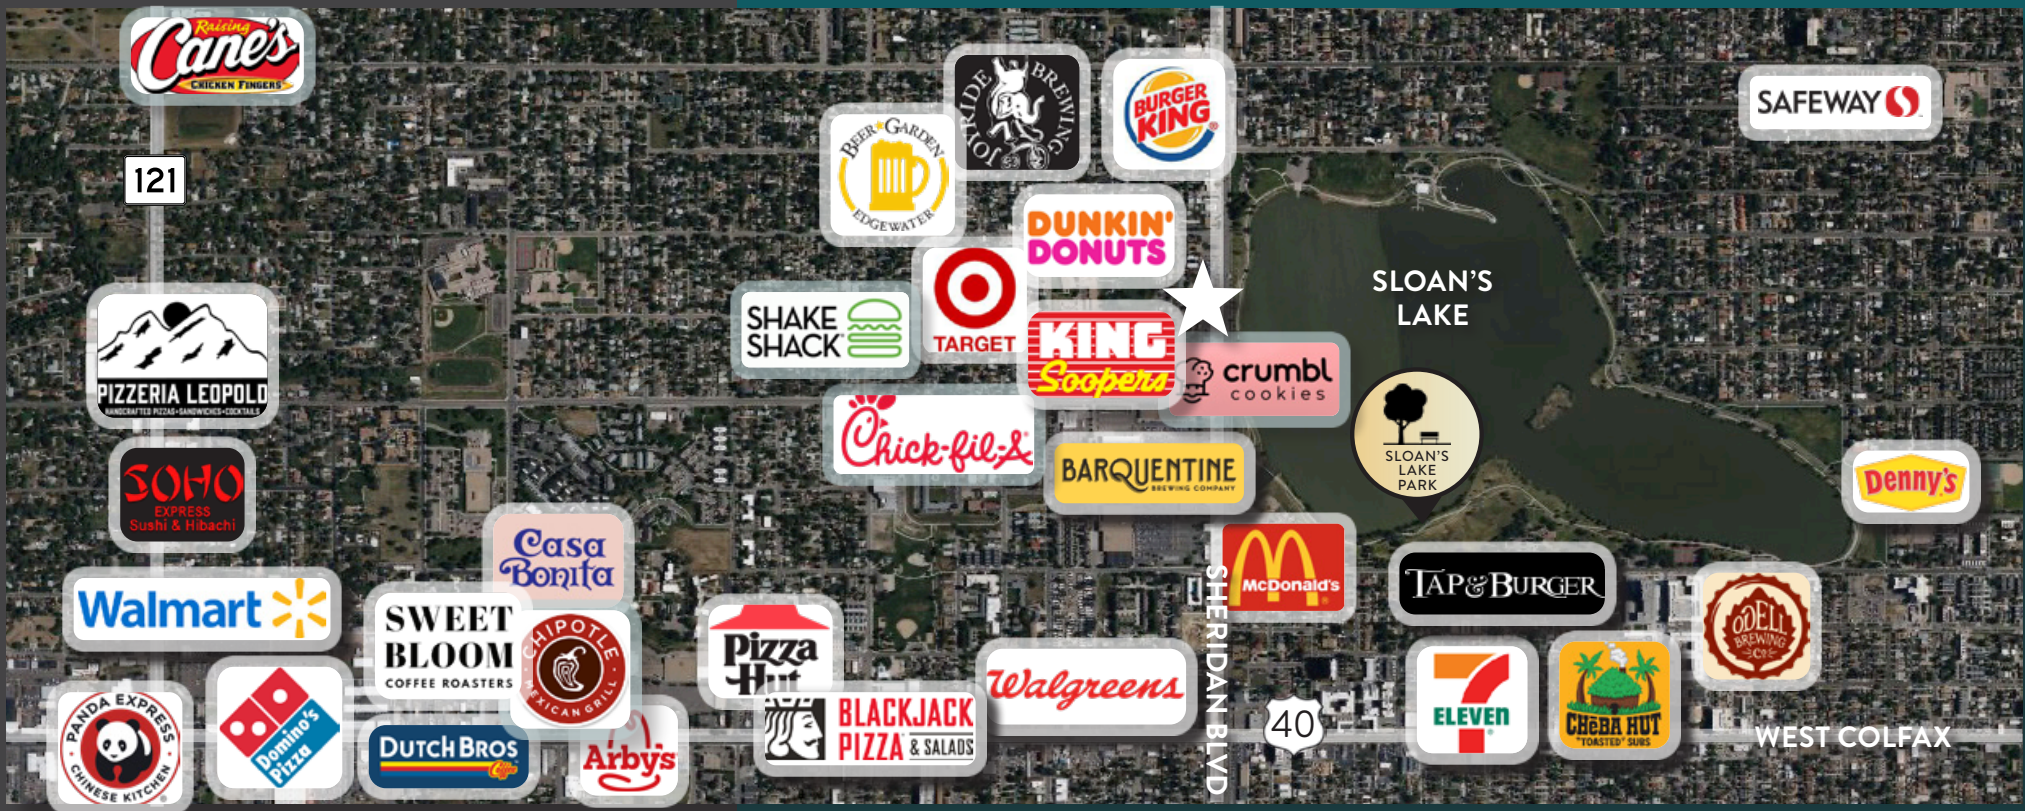 Raising
Cane's
CHICKEN FINGERS
121
PIZZERIA LEOPOLD
HANDCRAFTED PIZZAS•SANDWICHES•COCKTAILS
SOHO
EXPRESS
Sushi & Hibachi
Walmart
PANDA EXPRESS
CHINESE KITCHEN
Domino's
Pizza
SWEET
BLOOM
COFFEE ROASTERS
DUTCH BROS
Coffee
Casa
Bonita
CHIPOTLE
MEXICAN GRILL
Arby's
Pizza
Hut
BLACKJACK
PIZZA & SALADS
Walgreens
BEER GARDEN
EDGEWATER
JOYRIDE BREWING
BURGER
KING
DUNKIN'
DONUTS
TARGET
SHAKE
SHACK
KING
Soopers
crumbl
cookies
Chick-fil-A
BARQUENTINE
BREWING COMPANY
SLOAN'S
LAKE
SLOAN'S
LAKE
PARK
SAFEWAY
Denny's
McDonald's
TAP & BURGER
ODELL
BREWING
CO
7
ELEVEN
CHēBA HUT
"TOASTED" SUBS
SHERIDAN BLVD
40
WEST COLFAX